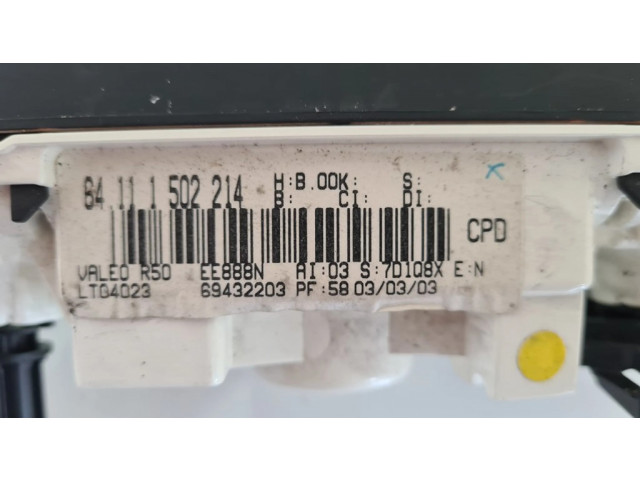 64 11 1 502 214 H:B.00K: S:
B: CI: DI:
CPD
VALEO R50 EE888N AI:03 S:7D1Q8X E:N
LT04023 69432203 PF:58 03/03/03